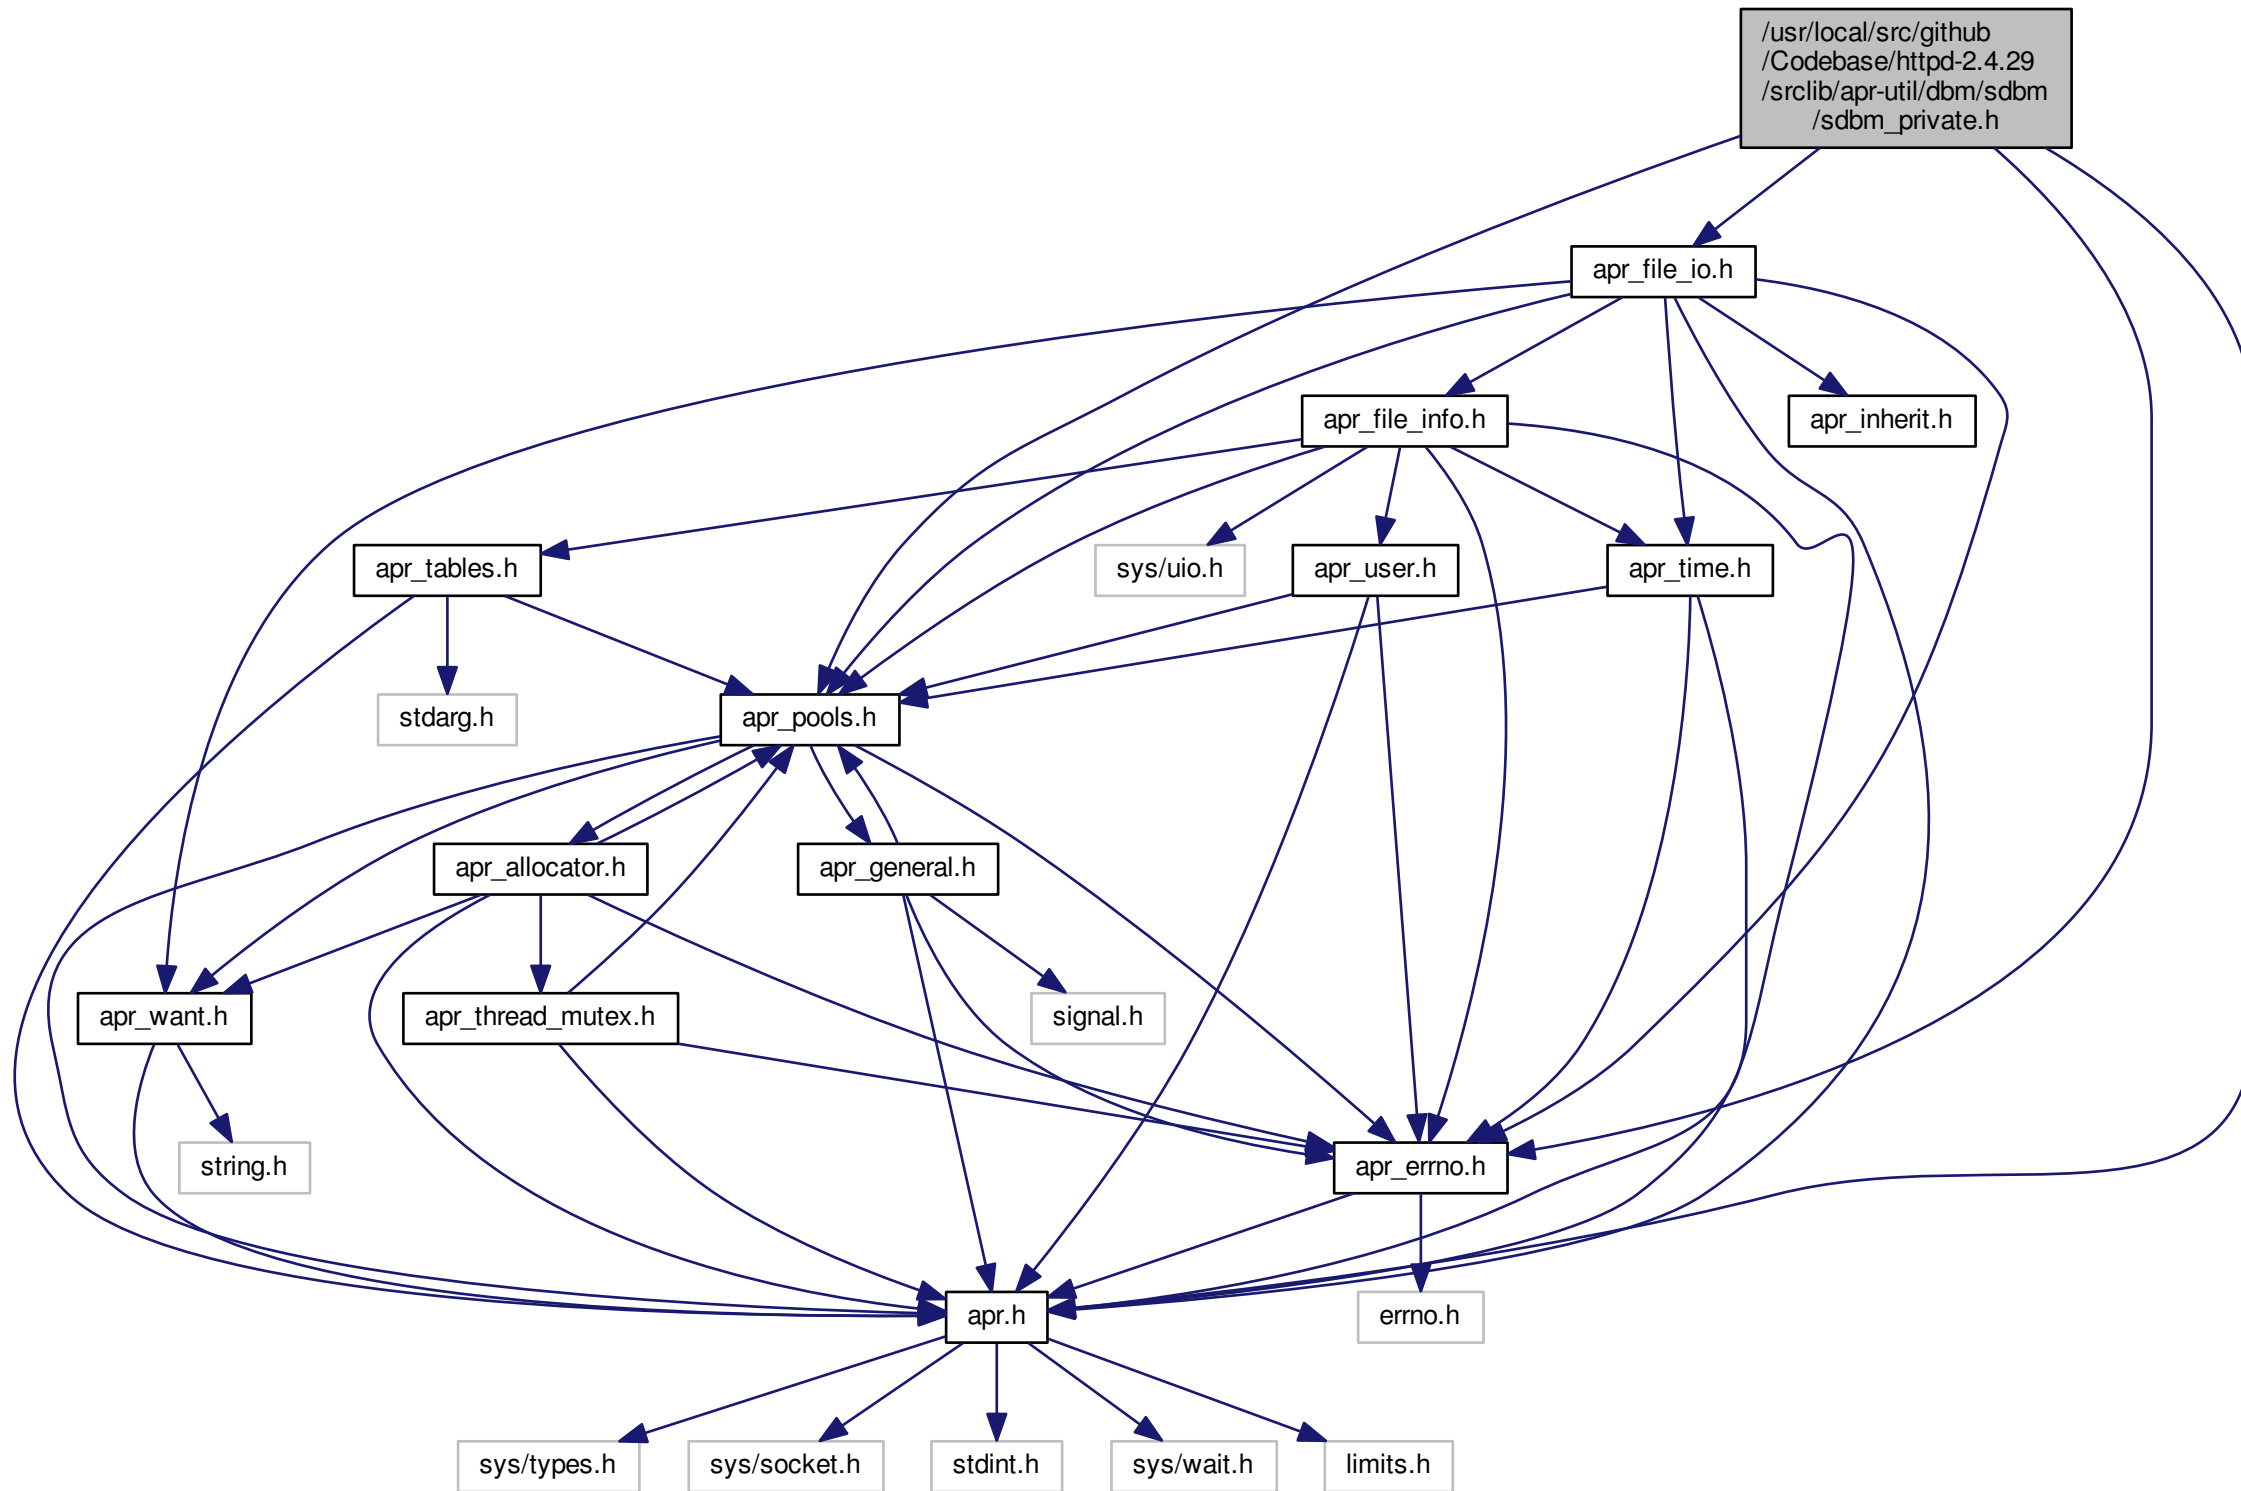 /usr/local/src/github
/Codebase/httpd-2.4.29
/srclib/apr-util/dbm/sdbm
/sdbm_private.h
apr_file_io.h
apr_file_info.h
apr_inherit.h
apr_tables.h
sys/uio.h
apr_user.h
apr_time.h
stdarg.h
apr_pools.h
apr_allocator.h
apr_general.h
apr_want.h
apr_thread_mutex.h
signal.h
string.h
apr_errno.h
apr.h
errno.h
sys/types.h
sys/socket.h
stdint.h
sys/wait.h
limits.h